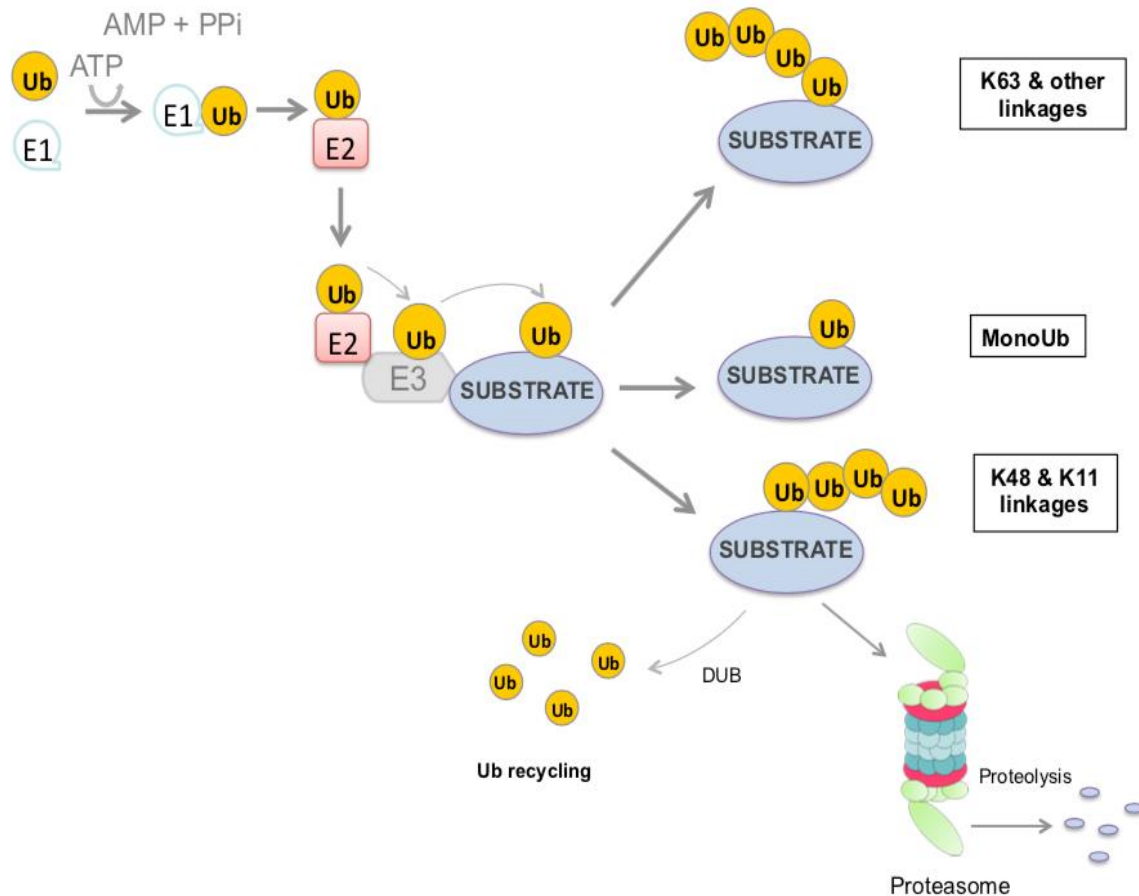 AMP + PPi
ATP
Ub
E1
E1
Ub
Ub
E2
Ub
E2
Ub
E3
Ub
SUBSTRATE
Ub
Ub
Ub
Ub
SUBSTRATE
K63 & other
linkages
Ub
SUBSTRATE
MonoUb
Ub
Ub
Ub
Ub
SUBSTRATE
K48 & K11
linkages
DUB
Ub
Ub
Ub
Ub
Ub recycling
Proteolysis
Proteasome